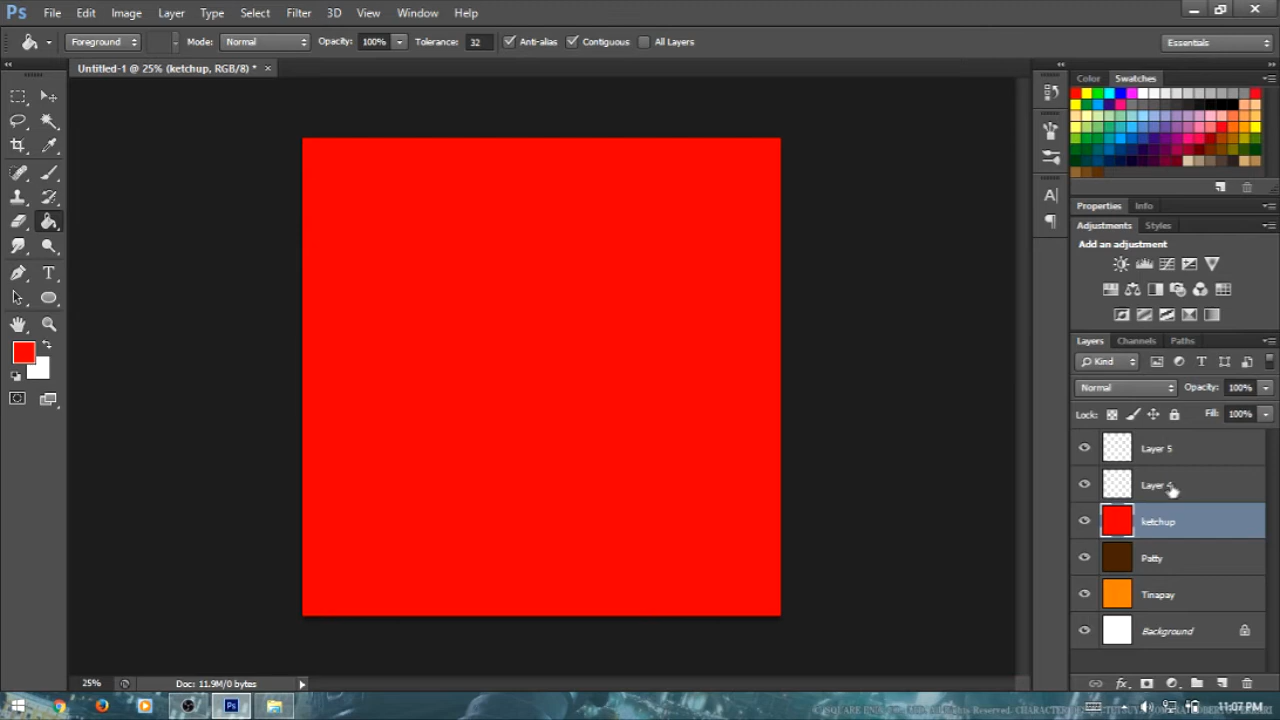 Ps File Edit Image Layer Type Select Filter 3D View Window Help
Foreground Mode: Normal Opacity: 100% Tolerance: 32 Anti-alias Contiguous All Layers Essentials
Untitled-1 @ 25% (ketchup, RGB/8) * ×
Color Swatches
Properties Info
Adjustments Styles
Add an adjustment
Layers Channels Paths
Kind
Normal Opacity: 100%
Lock: Fill: 100%
Layer 5
Layer 4
ketchup
Patty
Tinapay
Background
25% Doc: 11.9M/0 bytes
Ps 11:07 PM